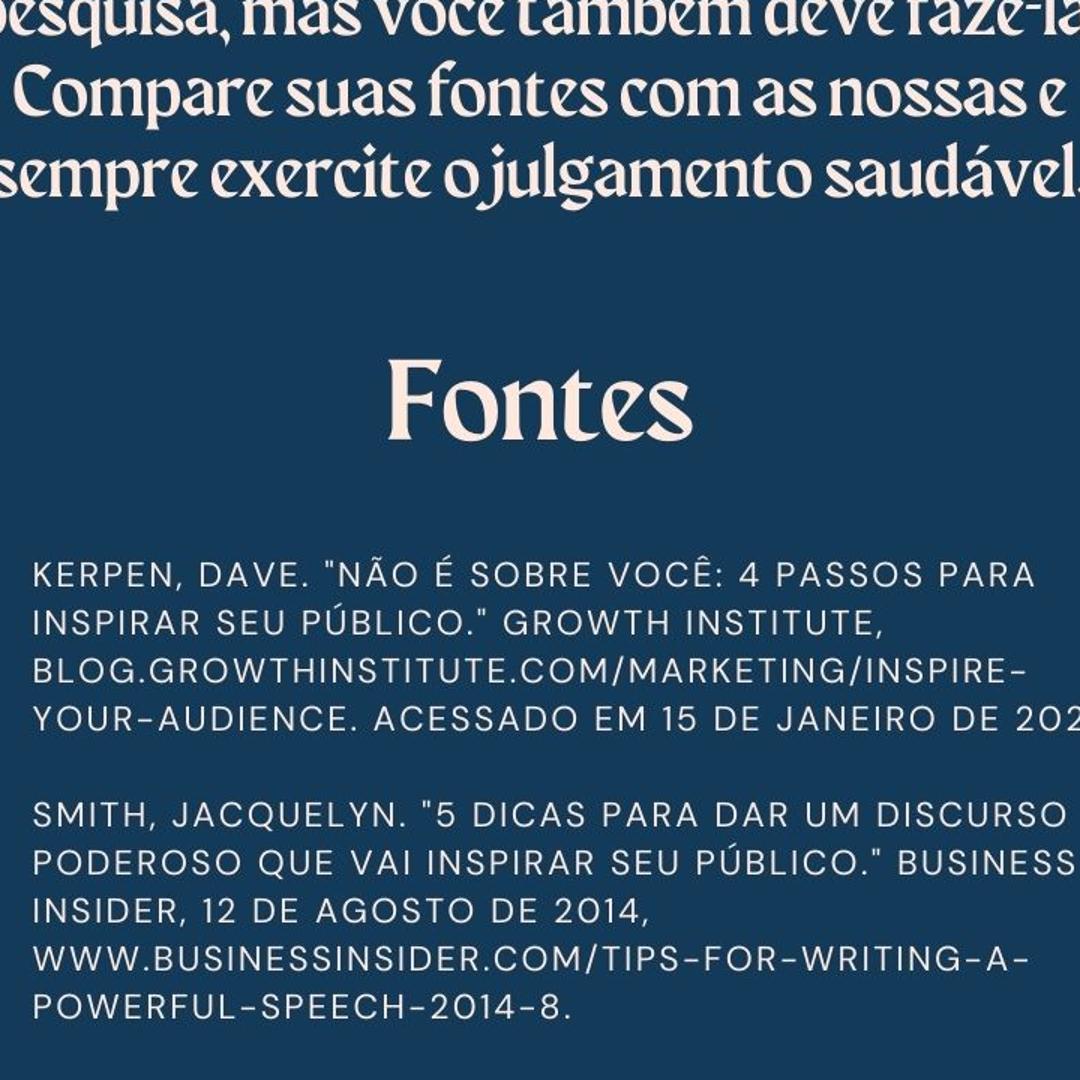 pesquisa, mas você também deve fazê-la
Compare suas fontes com as nossas e
sempre exercite o julgamento saudável.
Fontes
KERPEN, DAVE. "NÃO É SOBRE VOCÊ: 4 PASSOS PARA
INSPIRAR SEU PÚBLICO." GROWTH INSTITUTE,
BLOG.GROWTHINSTITUTE.COM/MARKETING/INSPIRE-
YOUR-AUDIENCE. ACESSADO EM 15 DE JANEIRO DE 202
SMITH, JACQUELYN. "5 DICAS PARA DAR UM DISCURSO
PODEROSO QUE VAI INSPIRAR SEU PÚBLICO." BUSINESS
INSIDER, 12 DE AGOSTO DE 2014,
WWW.BUSINESSINSIDER.COM/TIPS-FOR-WRITING-A-
POWERFUL-SPEECH-2014-8.